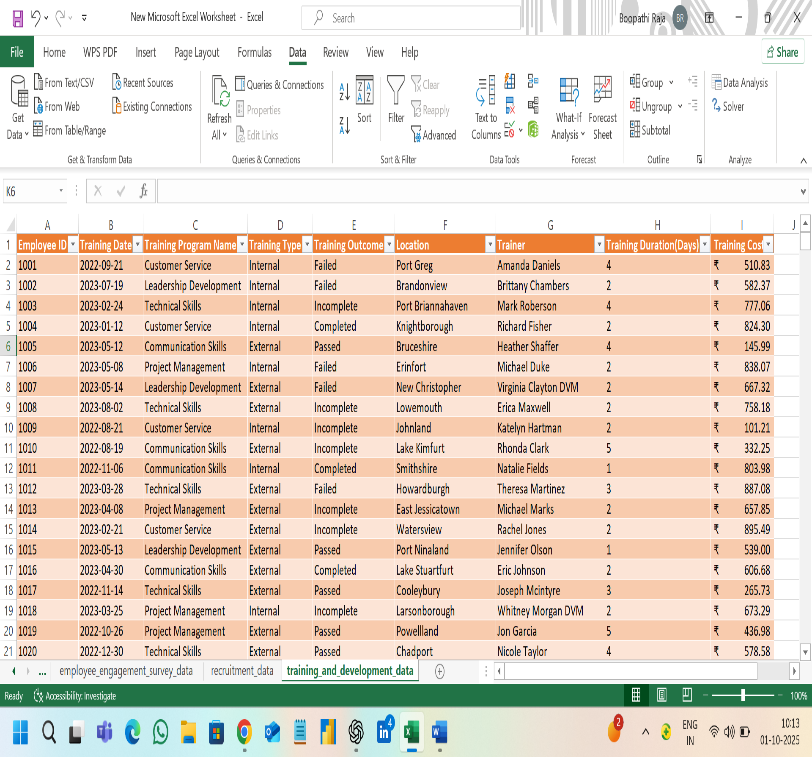 New Microsoft Excel Worksheet - Excel
Search
Boopathi Raja
BR
File Home WPS PDF Insert Page Layout Formulas Data Review View Help
Share
Get Data
From Text/CSV
From Web
From Table/Range
Recent Sources
Existing Connections
Get & Transform Data
Refresh All
Queries & Connections
Properties
Edit Links
Queries & Connections
Sort
Filter
Clear
Reapply
Advanced
Sort & Filter
Text to Columns
Data Tools
What-If Analysis
Forecast Sheet
Forecast
Group
Ungroup
Subtotal
Outline
Data Analysis
Solver
Analyze
K6
fx
A B C D E F G H I J
1 Employee ID Training Date Training Program Name Training Type Training Outcome Location Trainer Training Duration(Days) Training Cost
2 1001 2022-09-21 Customer Service Internal Failed Port Greg Amanda Daniels 4 ₹ 510.83
3 1002 2023-07-19 Leadership Development Internal Failed Brandonview Brittany Chambers 2 ₹ 582.37
4 1003 2023-02-24 Technical Skills Internal Incomplete Port Briannahaven Mark Roberson 4 ₹ 777.06
5 1004 2023-01-12 Customer Service Internal Completed Knightborough Richard Fisher 2 ₹ 824.30
6 1005 2023-05-12 Communication Skills External Passed Bruceshire Heather Shaffer 4 ₹ 145.99
7 1006 2023-05-08 Project Management Internal Failed Erinfort Michael Duke 2 ₹ 838.07
8 1007 2023-05-14 Leadership Development External Failed New Christopher Virginia Clayton DVM 2 ₹ 667.32
9 1008 2023-08-02 Technical Skills External Incomplete Lowemouth Erica Maxwell 2 ₹ 758.18
10 1009 2022-08-21 Customer Service Internal Incomplete Johnland Katelyn Hartman 2 ₹ 101.21
11 1010 2022-08-19 Communication Skills External Incomplete Lake Kimfurt Rhonda Clark 5 ₹ 332.25
12 1011 2022-11-06 Communication Skills Internal Completed Smithshire Natalie Fields 1 ₹ 803.98
13 1012 2023-03-28 Technical Skills External Failed Howardburgh Theresa Martinez 3 ₹ 887.08
14 1013 2023-04-08 Project Management Internal Incomplete East Jessicatown Michael Marks 2 ₹ 657.85
15 1014 2023-02-21 Customer Service External Incomplete Watersview Rachel Jones 2 ₹ 895.49
16 1015 2023-05-13 Leadership Development External Passed Port Ninaland Jennifer Olson 1 ₹ 539.00
17 1016 2023-04-30 Communication Skills External Completed Lake Stuartfurt Eric Johnson 2 ₹ 606.68
18 1017 2022-11-14 Technical Skills External Passed Cooleybury Joseph Mcintyre 3 ₹ 265.73
19 1018 2023-03-25 Project Management Internal Incomplete Larsonborough Whitney Morgan DVM 2 ₹ 673.29
20 1019 2022-10-26 Project Management External Passed Powellland Jon Garcia 5 ₹ 436.98
21 1020 2022-12-30 Technical Skills External Passed Chadport Nicole Taylor 4 ₹ 578.58
... employee_engagement_survey_data recruitment_data training_and_development_data
Ready Accessibility: Investigate 100%
4
2
ENG
IN
10:13
01-10-2025